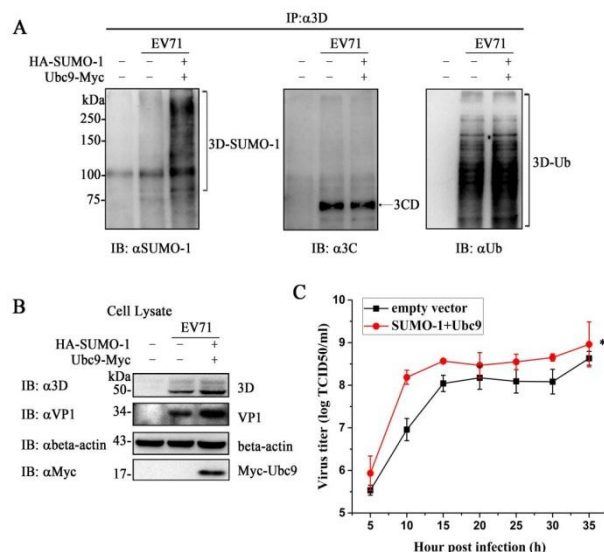 A
IP:α3D
EV71 EV71 EV71
HA-SUMO-1 – – + – – + – – +
Ubc9-Myc – – + – – + – – +
kDa
250-
150-
100-
75-
3D-SUMO-1
3CD
3D-Ub
IB: αSUMO-1 IB: α3C IB: αUb
B
Cell Lysate
EV71
HA-SUMO-1 – – +
Ubc9-Myc – – +
kDa
IB: α3D 50- 3D
IB: αVP1 34- VP1
IB: αbeta-actin 43- beta-actin
IB: αMyc 17- Myc-Ubc9
C
empty vector
SUMO-1+Ubc9
*
Virus titer (log TCID50/ml)
10
9
8
7
6
5
5 10 15 20 25 30 35
Hour post infection (h)